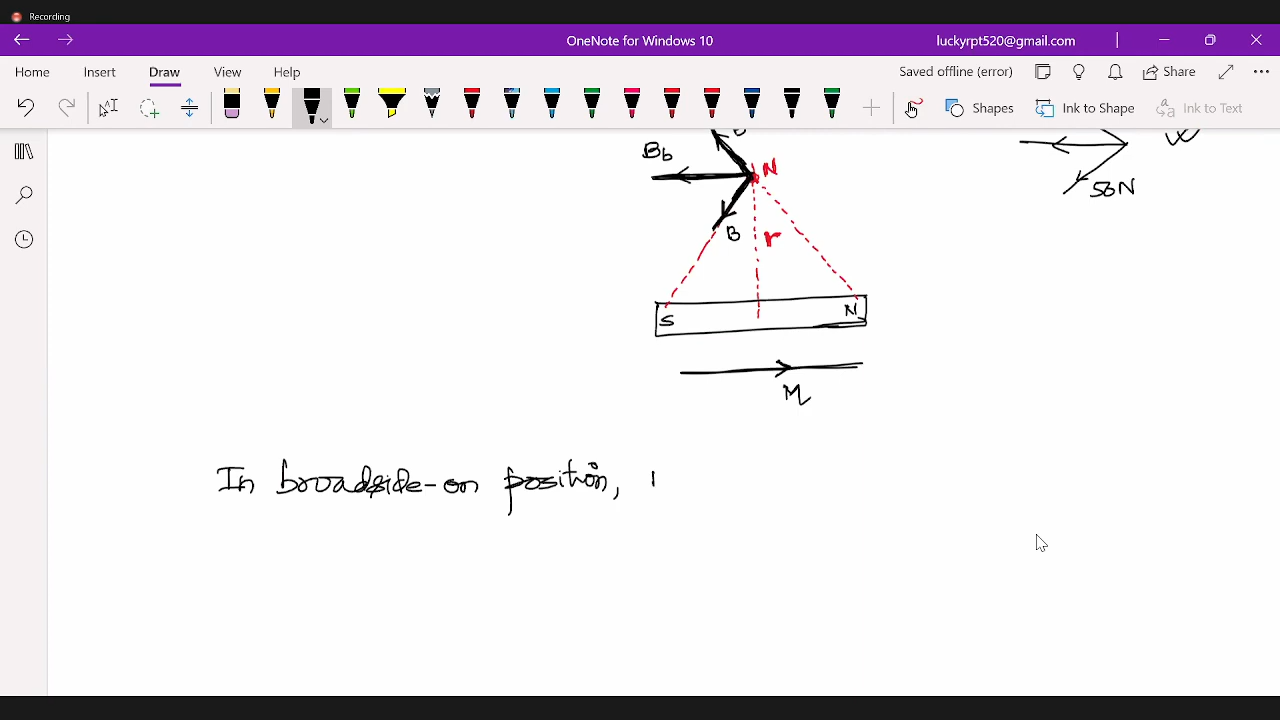 Recording
OneNote for Windows 10
luckyrpt520@gmail.com
Home
Insert
Draw
View
Help
Saved offline (error)
Share
Shapes
Ink to Shape
Ink to Text
B
Bb
N
50N
B
r
S
N
M
In broadside-on position,